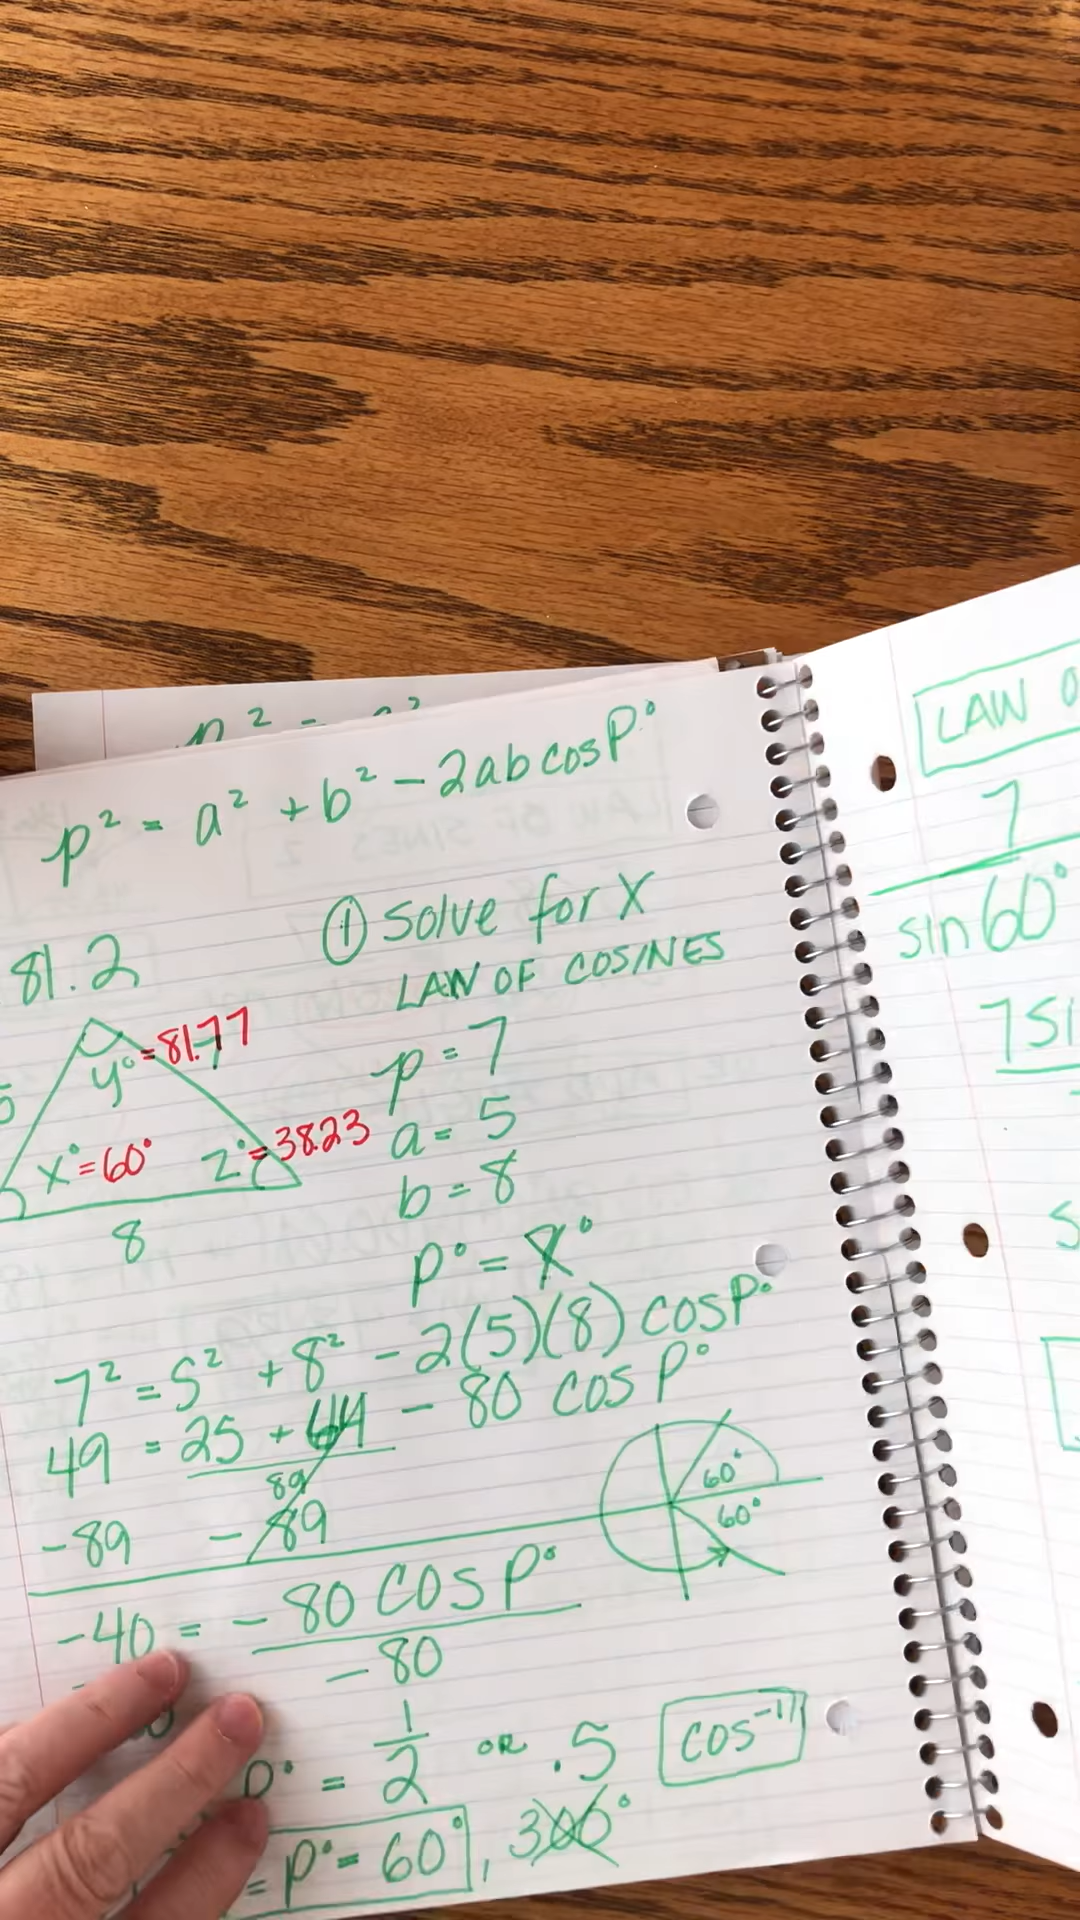 p² = a² + b² - 2ab cos P°
81.2
① Solve for X
LAW OF COSINES
y° = 81.77
x° = 60°
z° = 38.23
8
p = 7
a = 5
b = 8
p° = X°
7² = 5² + 8² - 2(5)(8) cos P°
49 = 25 + 64 - 80 cos P°
89
-89 - 89
60°
60°
-40 = - 80 cos P°
- 80
P° = 1/2 OR .5 cos⁻¹
= p° = 60°, 300°
LAW
7
sin 60°
7 si